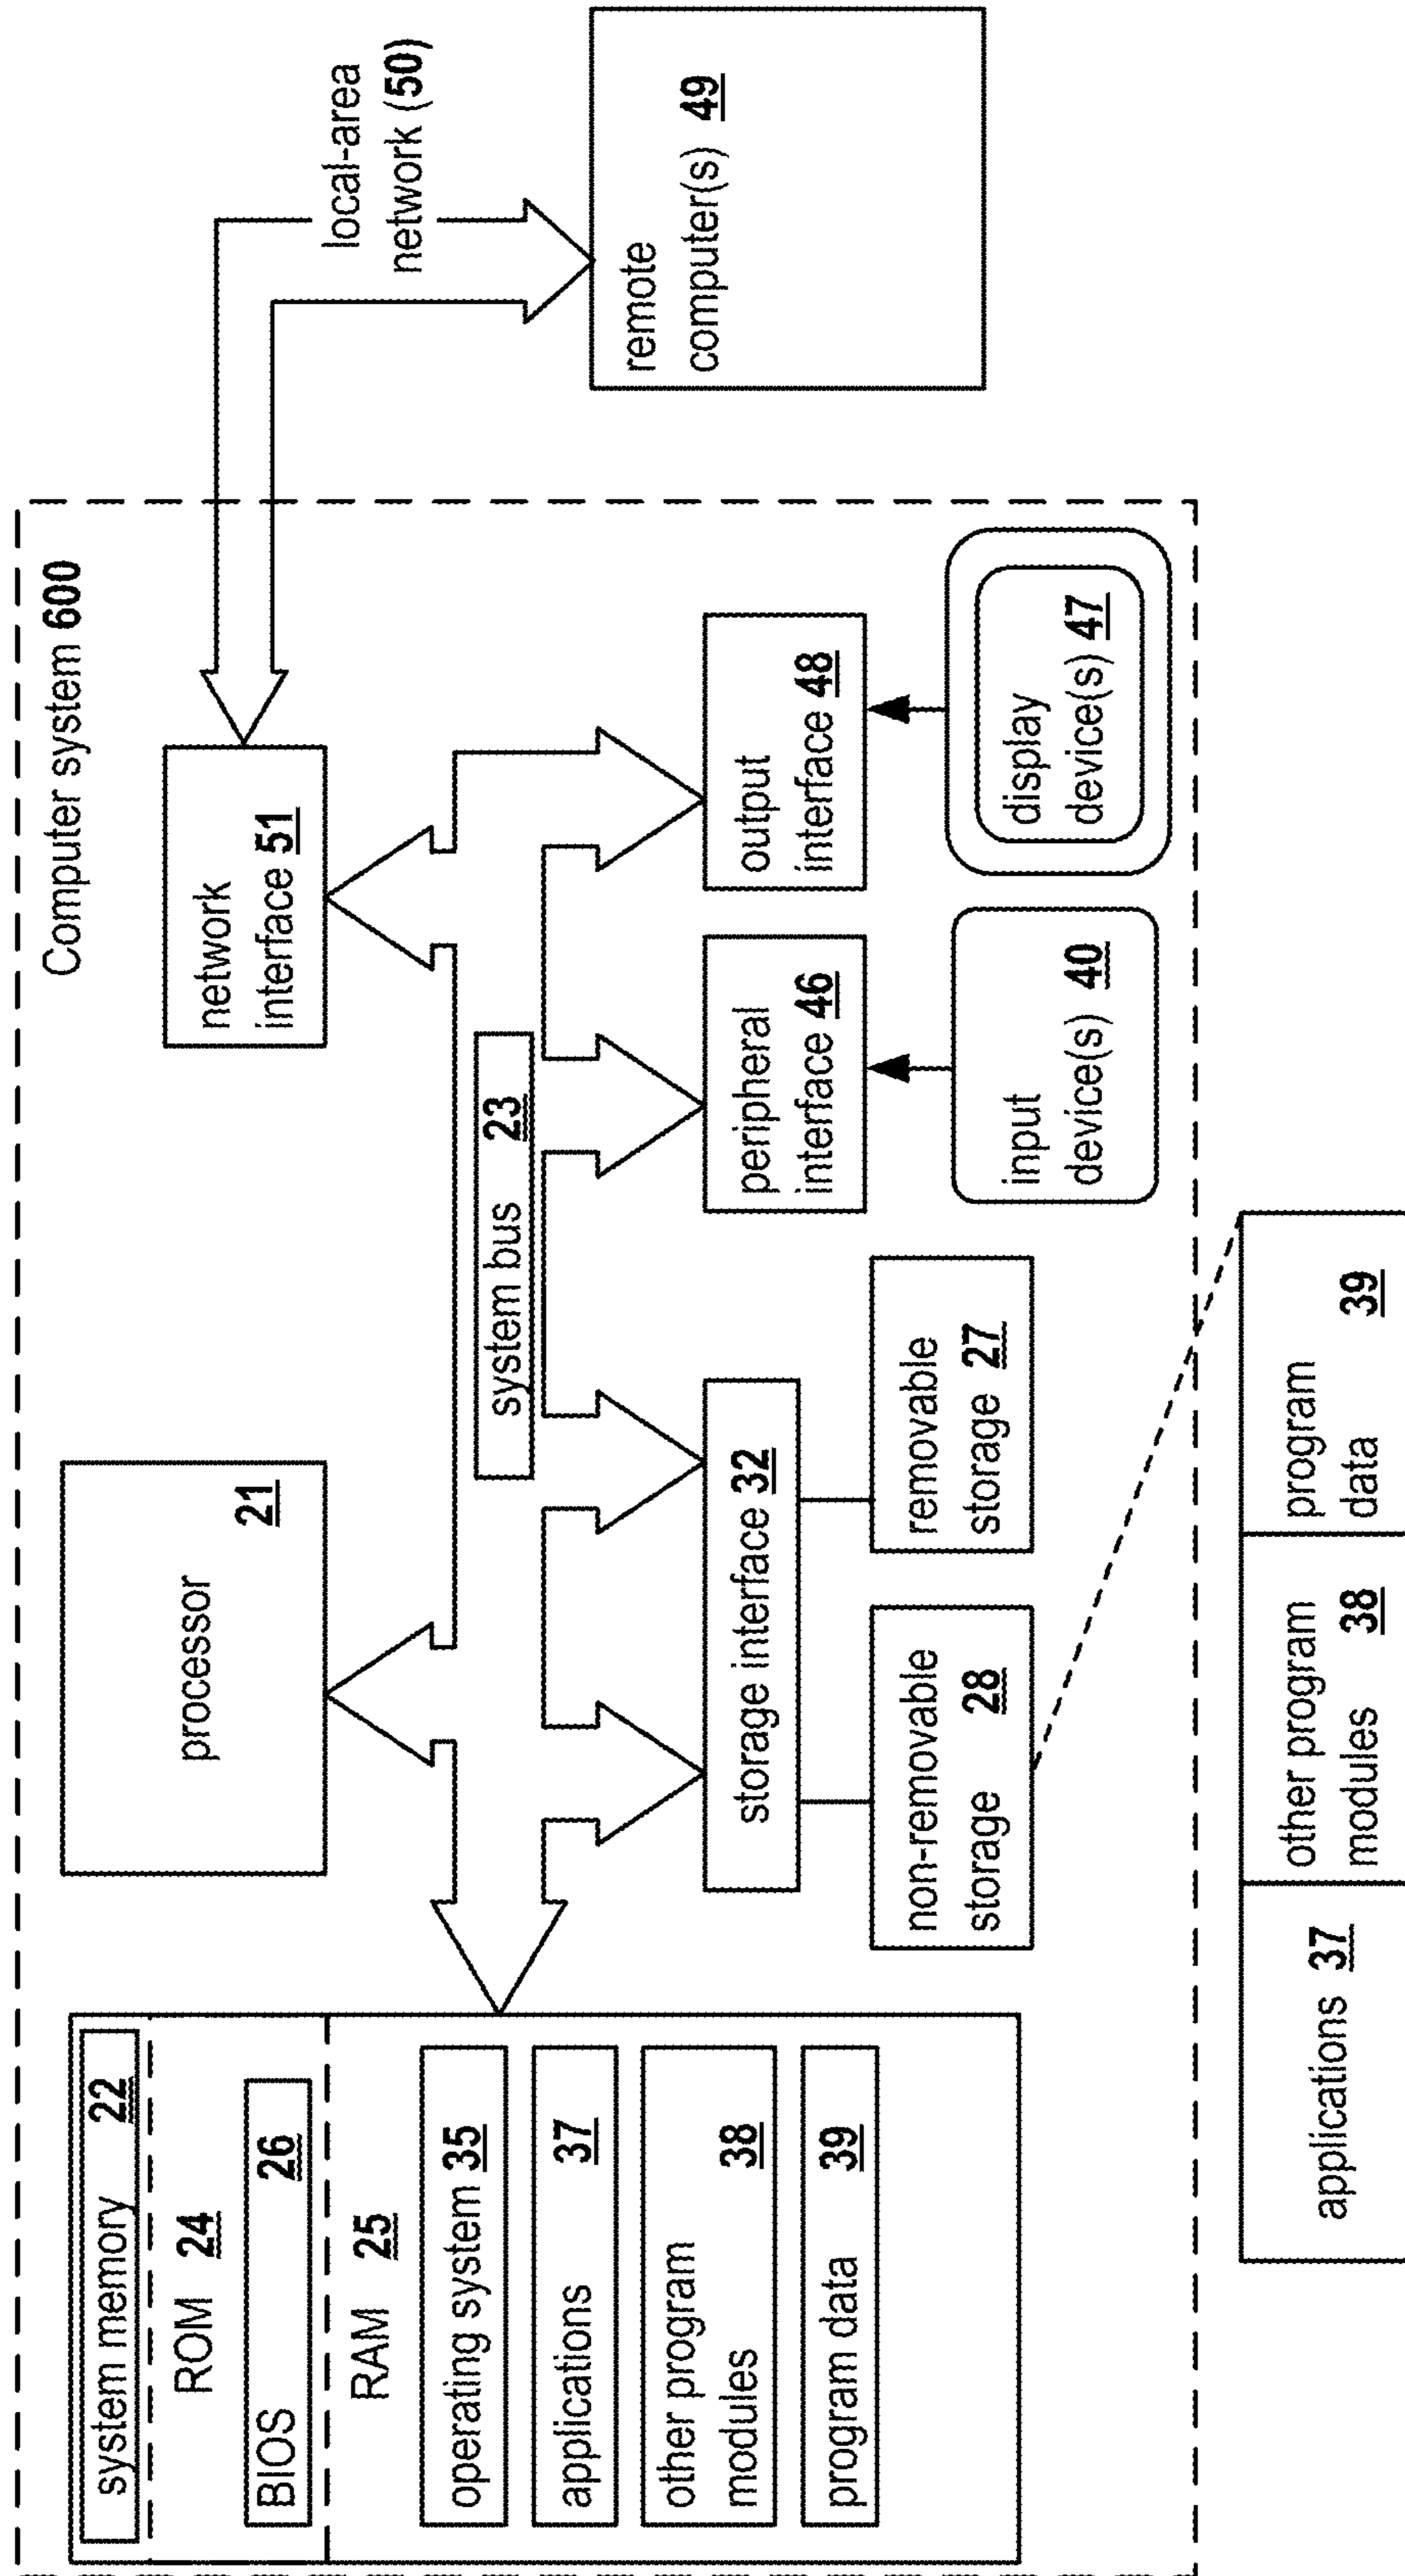 Computer system 600
system memory 22
ROM 24
BIOS 26
RAM 25
operating system 35
applications 37
other program
modules 38
program data 39
processor
21
network
interface 51
local-area
network (50)
system bus 23
storage interface 32
non-removable
storage 28
removable
storage 27
peripheral
interface 46
output
interface 48
input
device(s) 40
display
device(s) 47
remote
computer(s) 49
applications 37
other program
modules 38
program
data 39